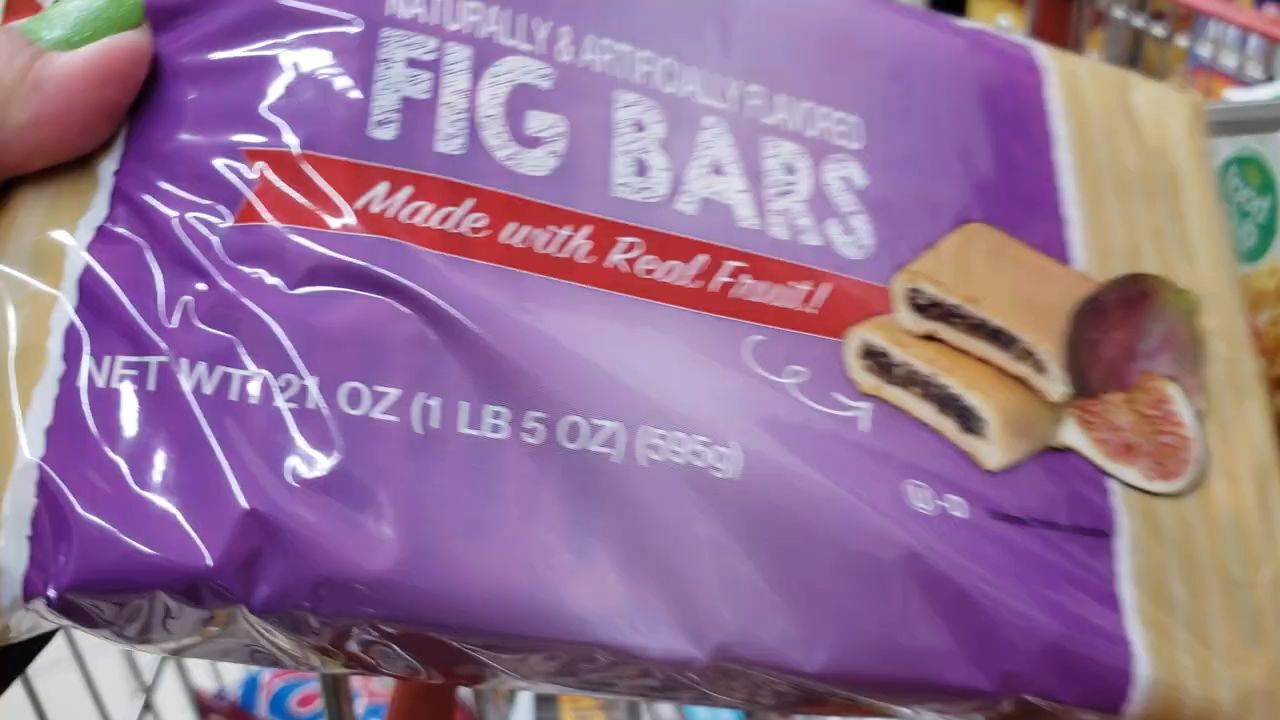 NATURALLY & ARTIFICIALLY FLAVORED
FIG BARS
Made with Real Fruit!
NET WT. 21 OZ (1 LB 5 OZ) (595g)